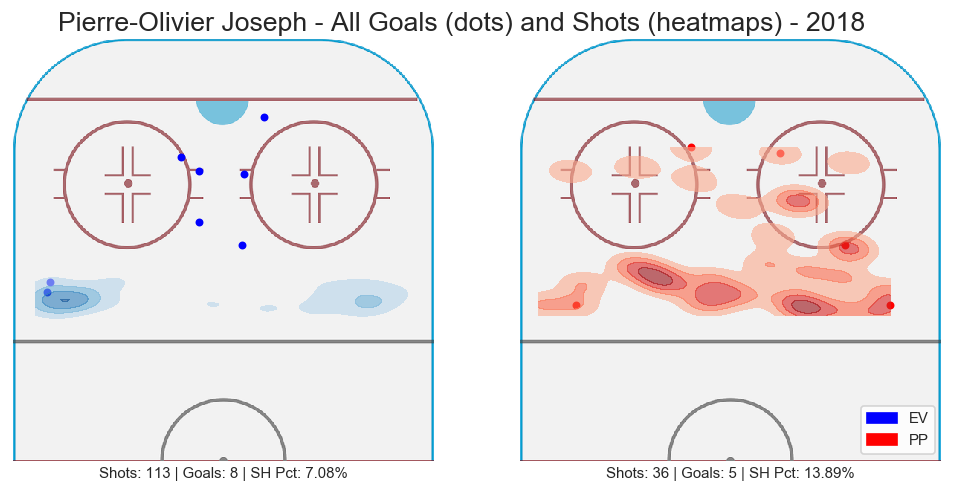 Pierre-Olivier Joseph - All Goals (dots) and Shots (heatmaps) - 2018
EV
PP
Shots: 113 | Goals: 8 | SH Pct: 7.08%
Shots: 36 | Goals: 5 | SH Pct: 13.89%